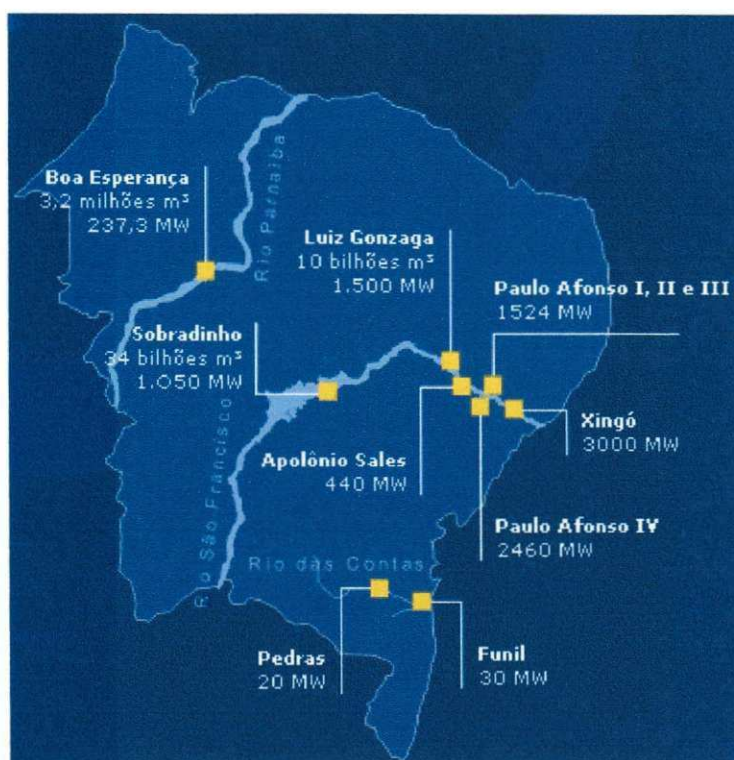 Boa Esperança
3,2 milhões m³
237,3 MW
Rio Parnaíba
Luiz Gonzaga
10 bilhões m³
1.500 MW
Paulo Afonso I, II e III
1524 MW
Sobradinho
34 bilhões m³
1.050 MW
Rio São Francisco
Apolônio Sales
440 MW
Xingó
3000 MW
Paulo Afonso IV
2460 MW
Rio das Contas
Pedras
20 MW
Funil
30 MW